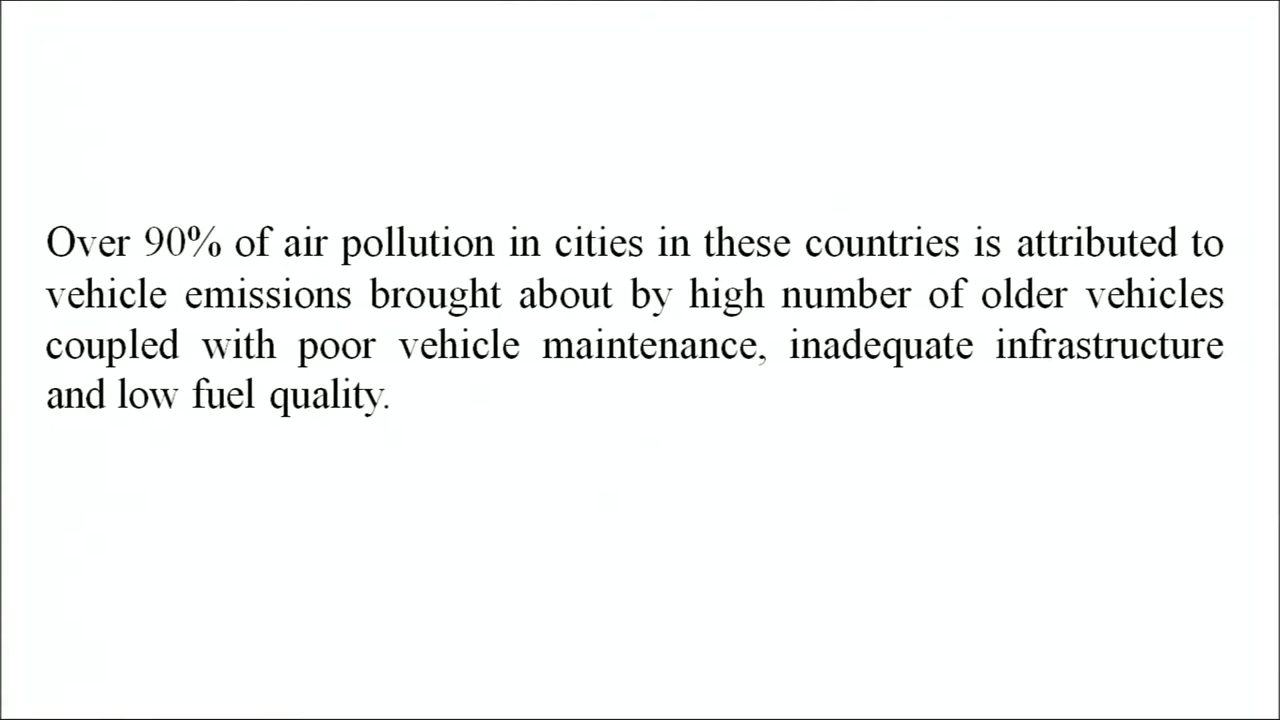 Over 90% of air pollution in cities in these countries is attributed to
vehicle emissions brought about by high number of older vehicles
coupled with poor vehicle maintenance, inadequate infrastructure
and low fuel quality.